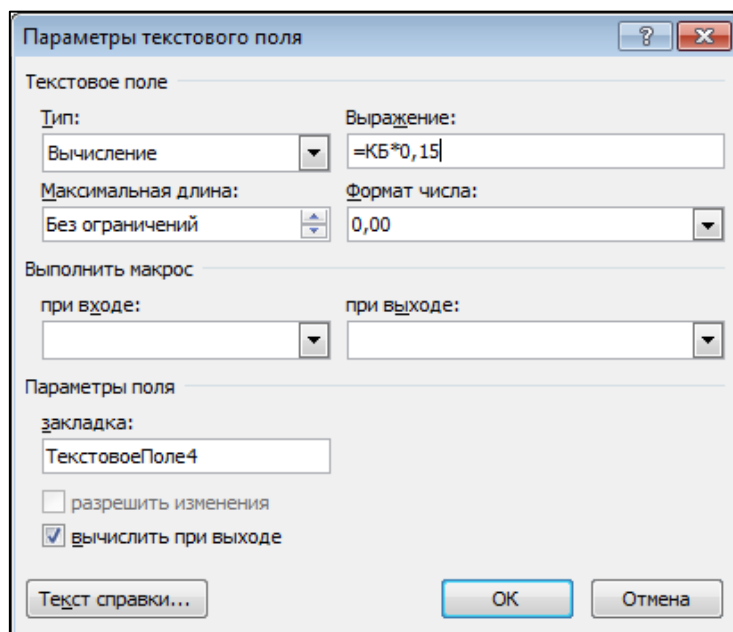 Параметры текстового поля
Текстовое поле
Тип: Выражение:
Вычисление =КБ*0,15
Максимальная длина: Формат числа:
Без ограничений 0,00
Выполнить макрос
при входе: при выходе:
Параметры поля
закладка:
ТекстовоеПоле4
разрешить изменения
вычислить при выходе
Текст справки... ОК Отмена